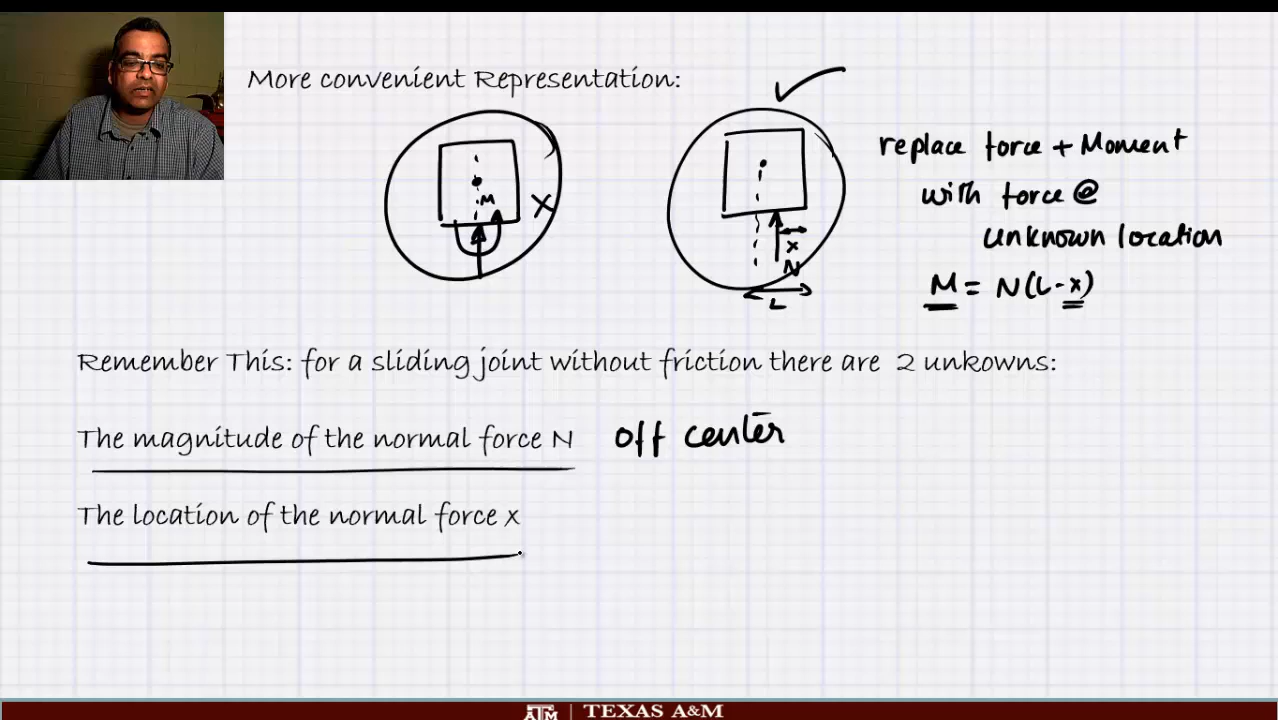 More convenient Representation:
M
X
x
N
L
replace force + Moment
with force @
unknown location
M = N(L-x)
Remember This: for a sliding joint without friction there are 2 unkowns:
The magnitude of the normal force N off center
The location of the normal force x
ATM | TEXAS A&M